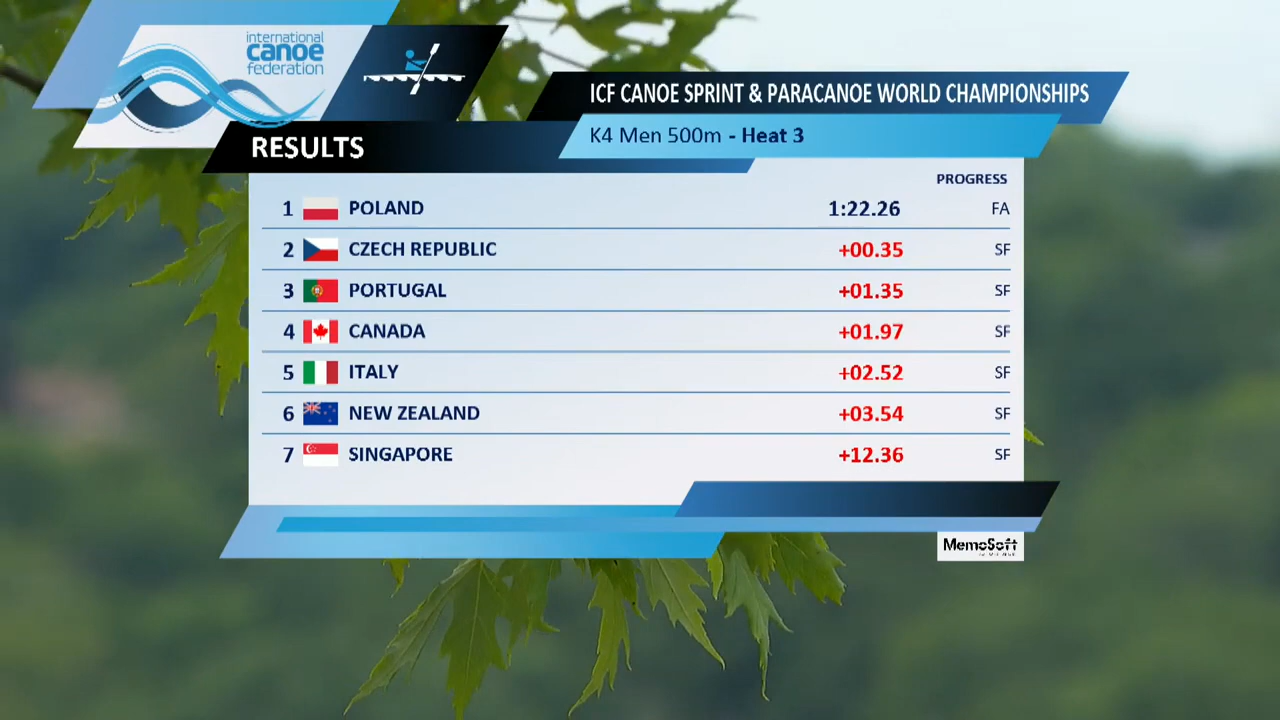 international
canoe
federation
ICF CANOE SPRINT & PARACANOE WORLD CHAMPIONSHIPS
K4 Men 500m - Heat 3
RESULTS
PROGRESS
1 POLAND 1:22.26 FA
2 CZECH REPUBLIC +00.35 SF
3 PORTUGAL +01.35 SF
4 CANADA +01.97 SF
5 ITALY +02.52 SF
6 NEW ZEALAND +03.54 SF
7 SINGAPORE +12.36 SF
MemoSoft